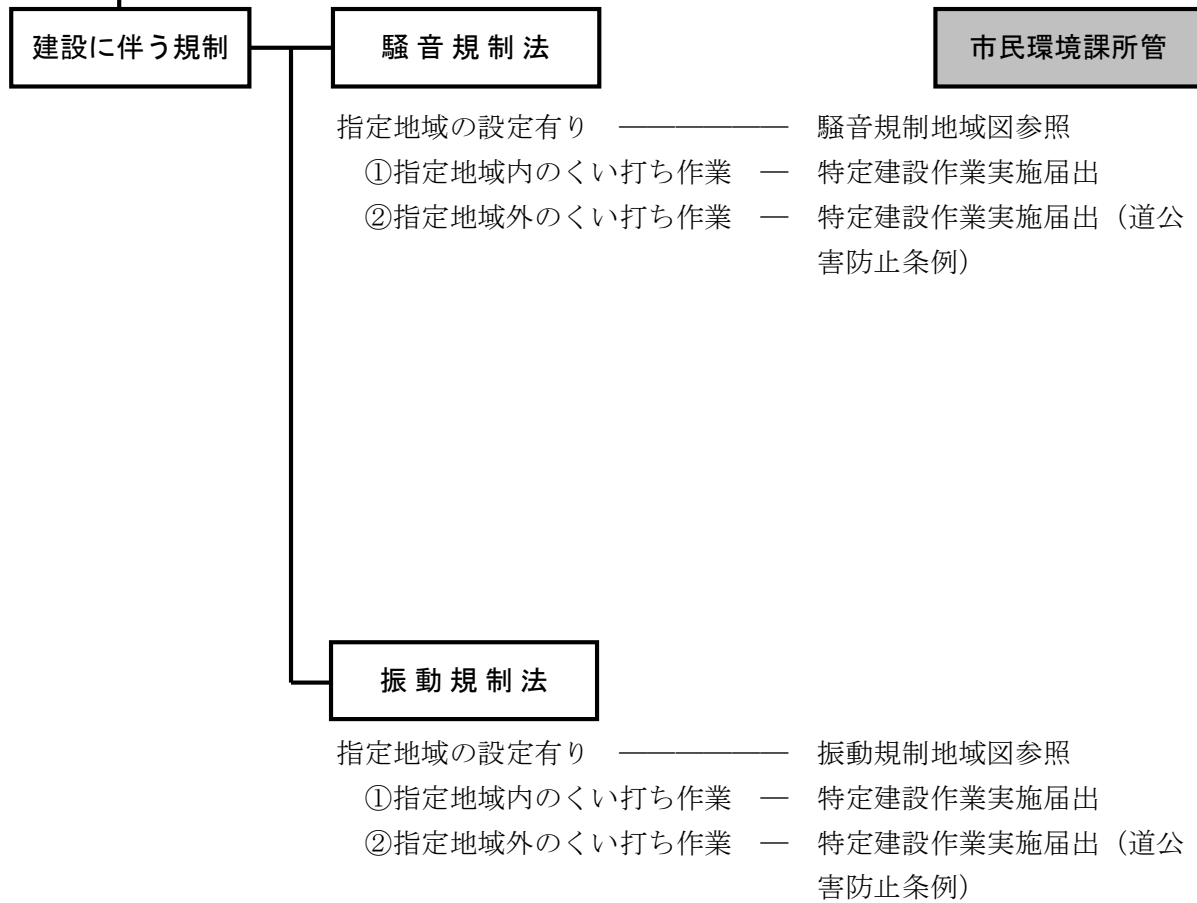 建設に伴う規制
騒音規制法
市民環境課所管
指定地域の設定有り ――――――― 騒音規制地域図参照
①指定地域内のくい打ち作業 ― 特定建設作業実施届出
②指定地域外のくい打ち作業 ― 特定建設作業実施届出（道公
害防止条例）
振動規制法
指定地域の設定有り ――――――― 振動規制地域図参照
①指定地域内のくい打ち作業 ― 特定建設作業実施届出
②指定地域外のくい打ち作業 ― 特定建設作業実施届出（道公
害防止条例）